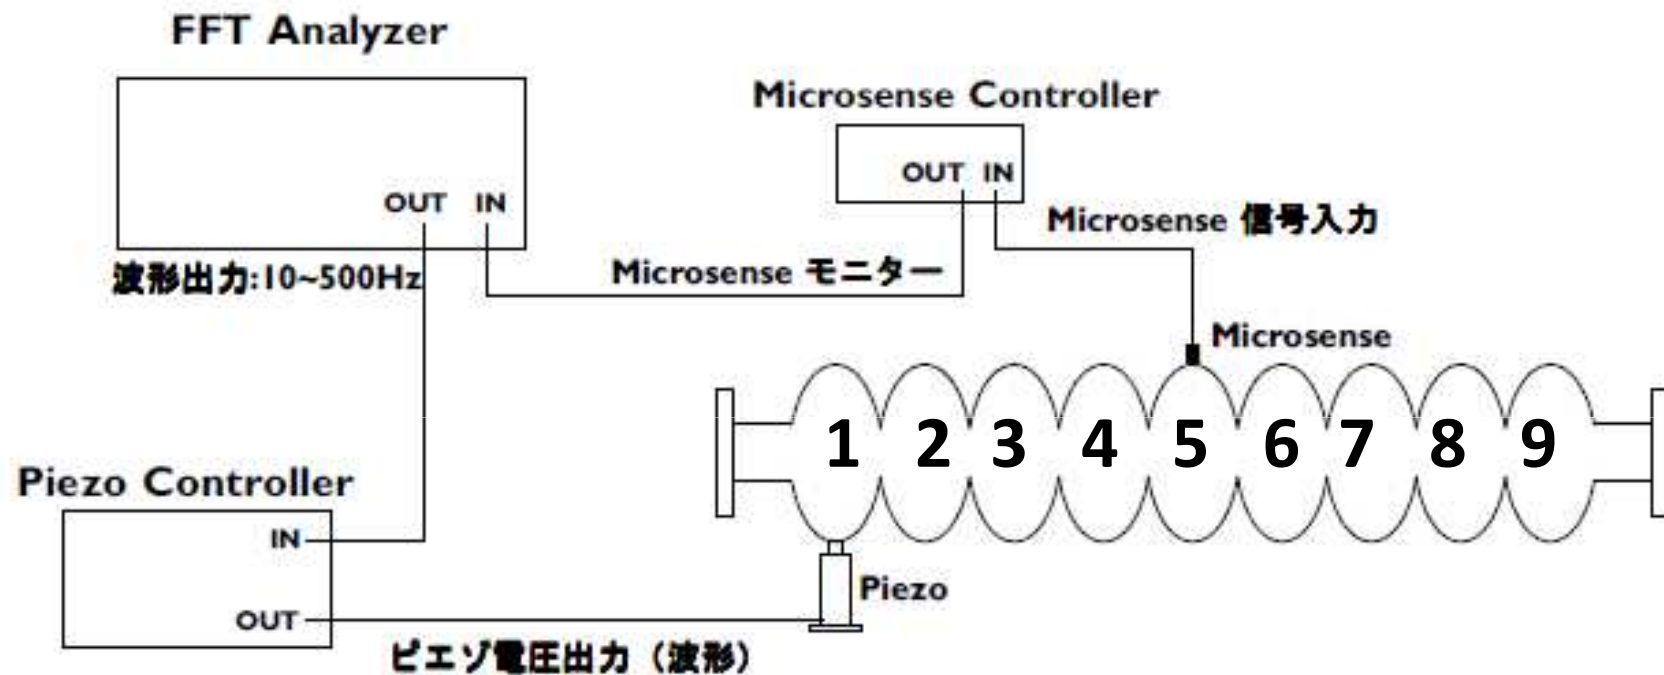 FFT Analyzer
OUT IN
波形出力:10~500Hz
Microsense Controller
OUT IN
Microsense 信号入力
Microsense モニター
Microsense
1 2 3 4 5 6 7 8 9
Piezo Controller
IN
OUT
Piezo
ピエゾ電圧出力（波形）